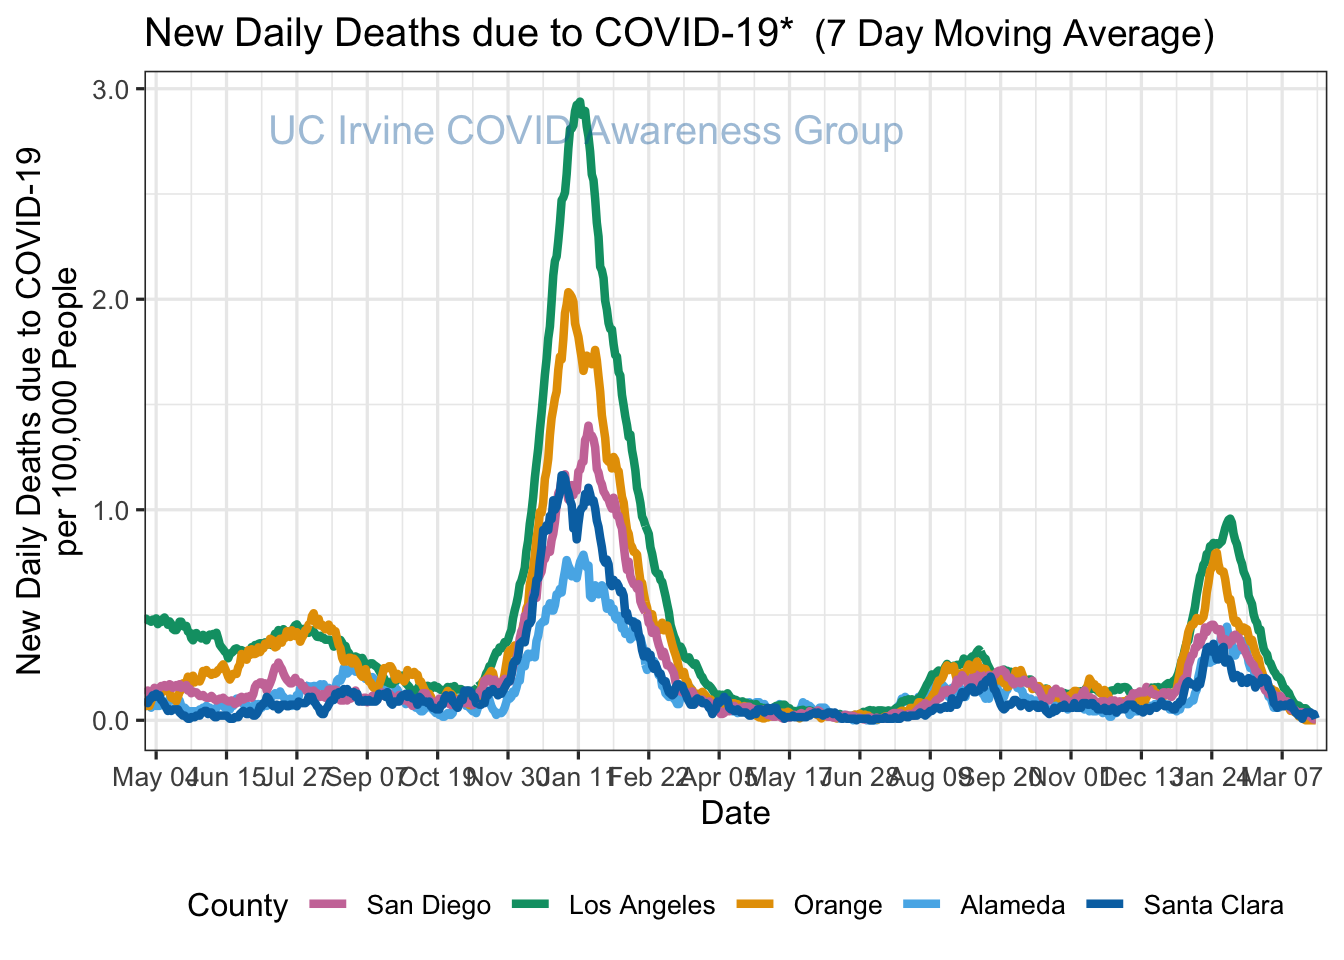 New Daily Deaths due to COVID-19* (7 Day Moving Average)
New Daily Deaths due to COVID-19
per 100,000 People
UC Irvine COVID Awareness Group
3.0
2.0
1.0
0.0
May 04 Jun 15 Jul 27 Sep 07 Oct 19 Nov 30 Jan 11 Feb 22 Apr 05 May 17 Jun 28 Aug 09 Sep 20 Nov 01 Dec 13 Jan 24 Mar 07
Date
County San Diego Los Angeles Orange Alameda Santa Clara